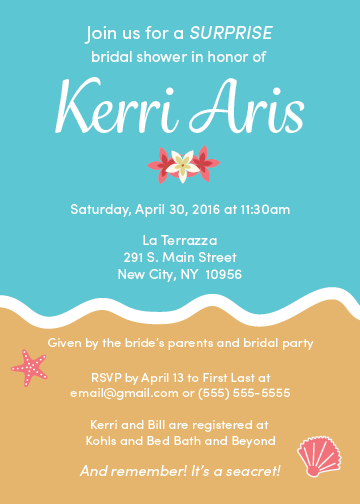 Join us for a SURPRISE
bridal shower in honor of
Kerri Aris
Saturday, April 30, 2016 at 11:30am
La Terrazza
291 S. Main Street
New City, NY 10956
Given by the bride's parents and bridal party
RSVP by April 13 to First Last at
email@gmail.com or (555) 555-5555
Kerri and Bill are registered at
Kohls and Bed Bath and Beyond
And remember! It's a seacret!